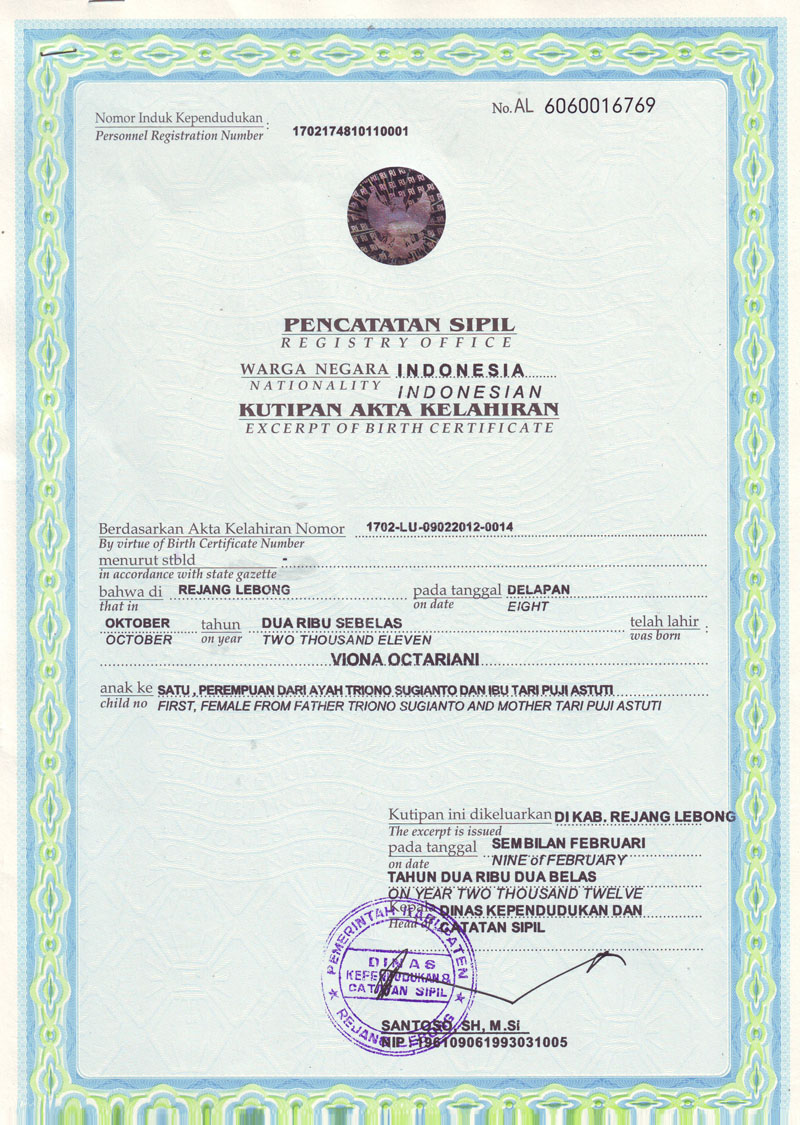 No. AL 6060016769
Nomor Induk Kependudukan :
Personnel Registration Number
1702174810110001
PENCATATAN SIPIL
REGISTRY OFFICE
WARGA NEGARA INDONESIA
NATIONALITY INDONESIAN
KUTIPAN AKTA KELAHIRAN
EXCERPT OF BIRTH CERTIFICATE
Berdasarkan Akta Kelahiran Nomor 1702-LU-09022012-0014
By virtue of Birth Certificate Number
menurut stbld -
in accordance with state gazette
bahwa di REJANG LEBONG pada tanggal DELAPAN
that in on date EIGHT
OKTOBER tahun DUA RIBU SEBELAS telah lahir :
OCTOBER on year TWO THOUSAND ELEVEN was born
VIONA OCTARIANI
anak ke SATU , PEREMPUAN DARI AYAH TRIONO SUGIANTO DAN IBU TARI PUJI ASTUTI
child no FIRST, FEMALE FROM FATHER TRIONO SUGIANTO AND MOTHER TARI PUJI ASTUTI
Kutipan ini dikeluarkan DI KAB. REJANG LEBONG
The excerpt is issued
pada tanggal SEMBILAN FEBRUARI
on date NINE of FEBRUARY
TAHUN DUA RIBU DUA BELAS
ON YEAR TWO THOUSAND TWELVE
Kepala DINAS KEPENDUDUKAN DAN
Head of CATATAN SIPIL
PEMERINTAH KABUPATEN
DINAS
KEPENDUDUKAN &
CATATAN SIPIL
REJANG LEBONG
SANTOSO, SH, M.Si
NIP. 196109061993031005